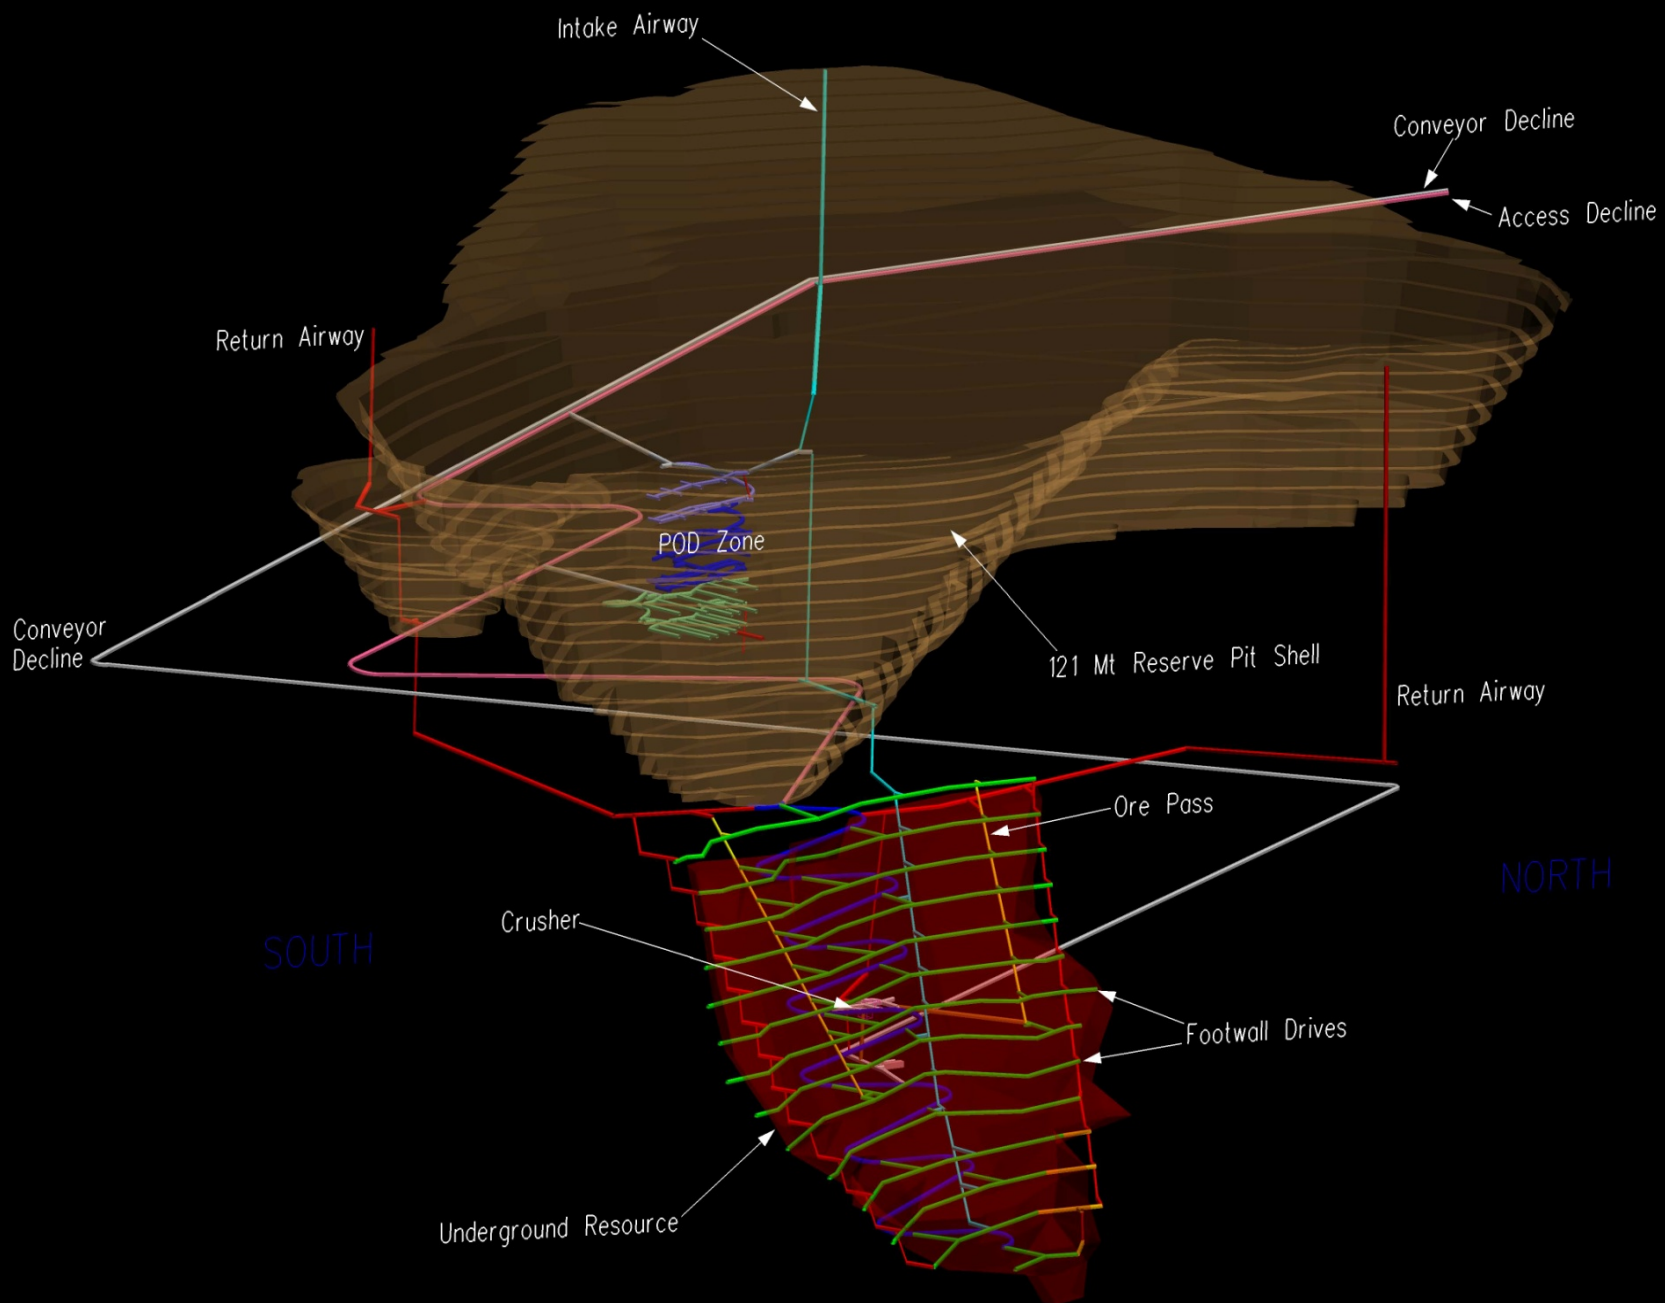 Intake Airway
Conveyor Decline
Access Decline
Return Airway
POD Zone
Conveyor
Decline
121 Mt Reserve Pit Shell
Return Airway
Ore Pass
NORTH
Crusher
SOUTH
Footwall Drives
Underground Resource